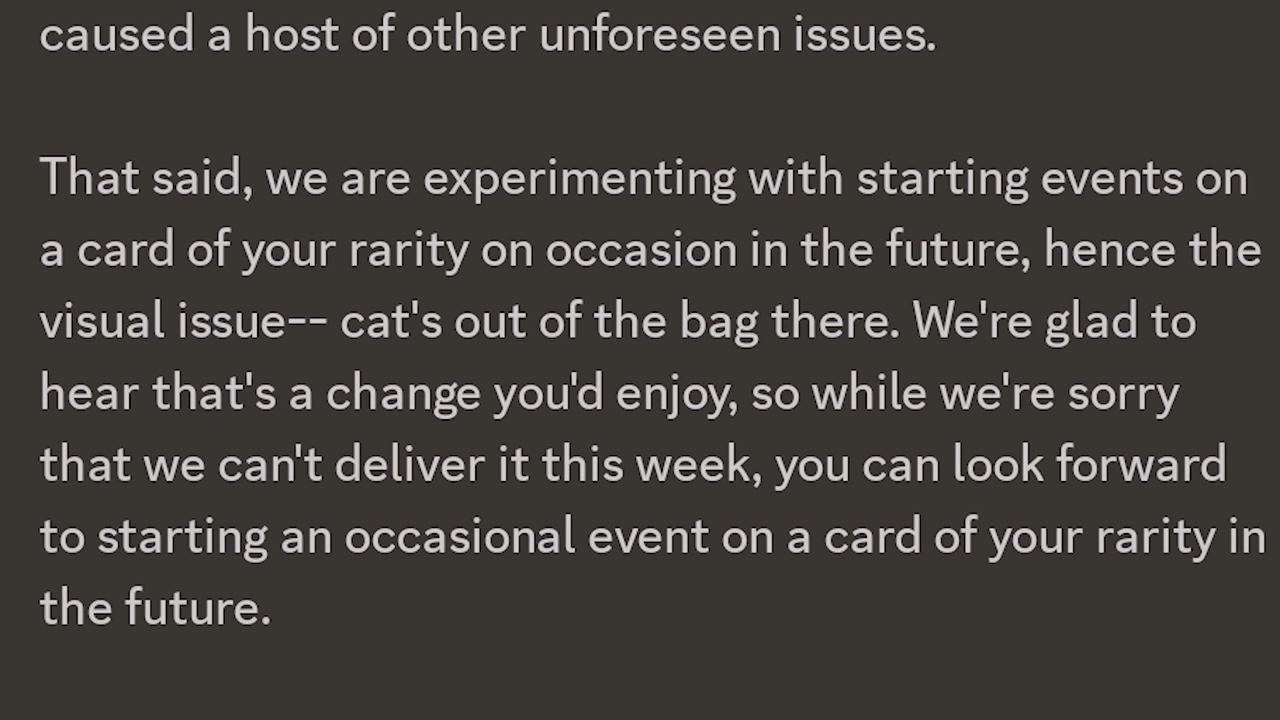 caused a host of other unforeseen issues.
That said, we are experimenting with starting events on
a card of your rarity on occasion in the future, hence the
visual issue-- cat's out of the bag there. We're glad to
hear that's a change you'd enjoy, so while we're sorry
that we can't deliver it this week, you can look forward
to starting an occasional event on a card of your rarity in
the future.